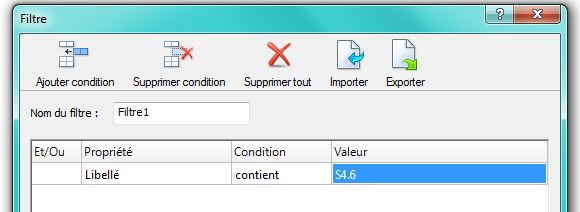 Filtre
Ajouter condition Supprimer condition Supprimer tout Importer Exporter
Nom du filtre : Filtre1
Et/Ou Propriété Condition Valeur
Libellé contient S4.6